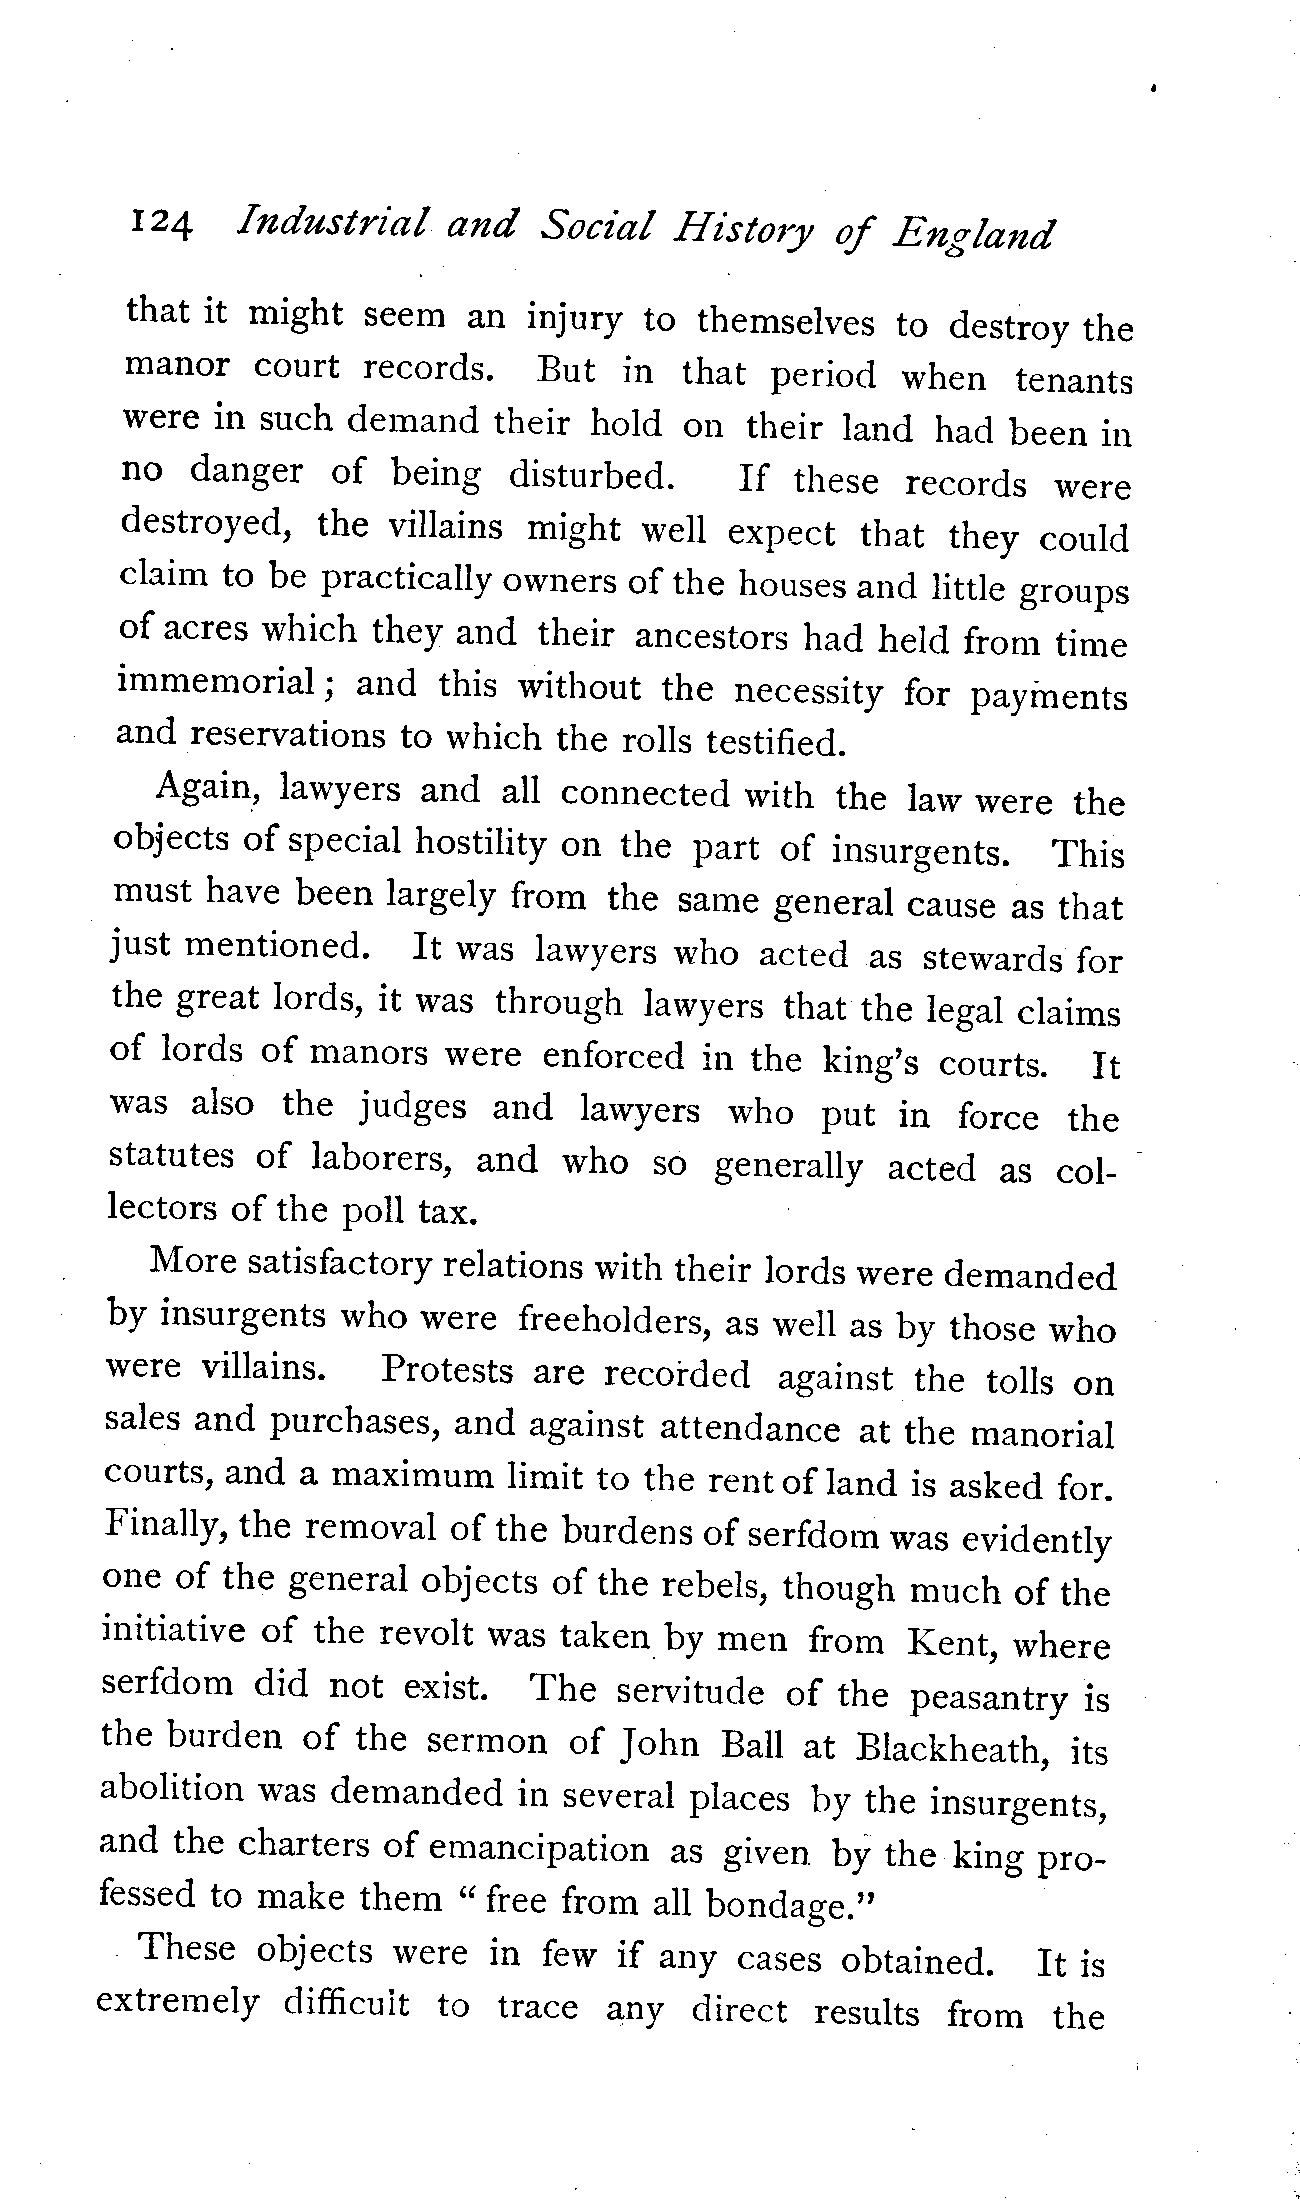 124 Industrial and Social History of England
that it might seem an injury to themselves to destroy the
manor court records. But in that period when tenants
were in such demand their hold on their land had been in
no danger of being disturbed. If these records were
destroyed, the villains might well expect that they could
claim to be practically owners of the houses and little groups
of acres which they and their ancestors had held from time
immemorial; and this without the necessity for payments
and reservations to which the rolls testified.
Again, lawyers and all connected with the law were the
objects of special hostility on the part of insurgents. This
must have been largely from the same general cause as that
just mentioned. It was lawyers who acted as stewards for
the great lords, it was through lawyers that the legal claims
of lords of manors were enforced in the king's courts. It
was also the judges and lawyers who put in force the
statutes of laborers, and who so generally acted as col-
lectors of the poll tax.
More satisfactory relations with their lords were demanded
by insurgents who were freeholders, as well as by those who
were villains. Protests are recorded against the tolls on
sales and purchases, and against attendance at the manorial
courts, and a maximum limit to the rent of land is asked for.
Finally, the removal of the burdens of serfdom was evidently
one of the general objects of the rebels, though much of the
initiative of the revolt was taken by men from Kent, where
serfdom did not exist. The servitude of the peasantry is
the burden of the sermon of John Ball at Blackheath, its
abolition was demanded in several places by the insurgents,
and the charters of emancipation as given by the king pro-
fessed to make them “free from all bondage.”
These objects were in few if any cases obtained. It is
extremely difficult to trace any direct results from the